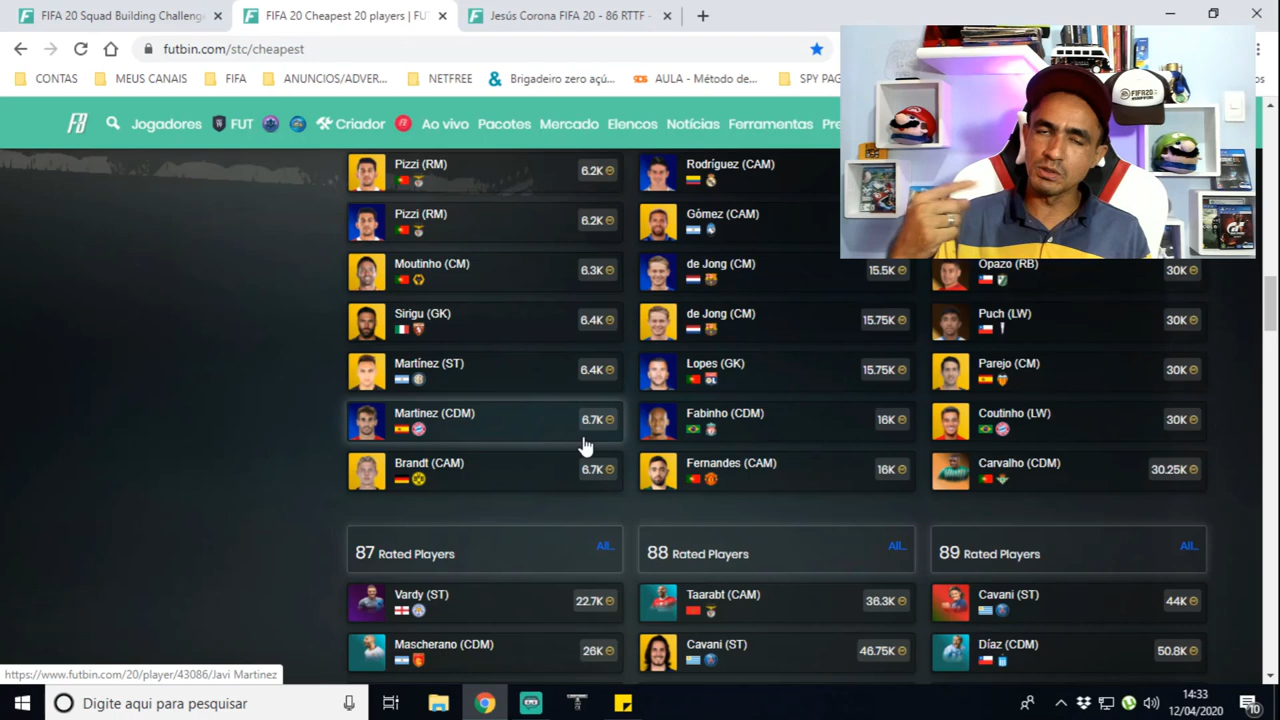 FIFA 20 Squad Building Challenge
FIFA 20 Cheapest 20 players | FUT
Jesús Corona FIFA 20 - 86 RTTF -
futbin.com/stc/cheapest
CONTAS
MEUS CANAIS
FIFA
ANUNCIOS/ADVER...
NETFREE
Brigadeiro zero açú...
AULA - Método de...
SPY PAG
Jogadores
FUT
Criador
Ao vivo
Pacotes
Mercado
Elencos
Notícias
Ferramentas
Pre
Pizzi (RM)
6.2K
Rodríguez (CAM)
Pizzi (RM)
6.2K
Gómez (CAM)
Moutinho (CM)
6.3K
de Jong (CM)
15.5K
Opazo (RB)
30K
Sirigu (GK)
6.4K
de Jong (CM)
15.75K
Puch (LW)
30K
Martínez (ST)
6.4K
Lopes (GK)
15.75K
Parejo (CM)
30K
Martinez (CDM)
6.7K
Fabinho (CDM)
16K
Coutinho (LW)
30K
Brandt (CAM)
6.7K
Fernandes (CAM)
16K
Carvalho (CDM)
30.25K
87 Rated Players
All..
88 Rated Players
All..
89 Rated Players
All..
Vardy (ST)
22.7K
Taarabt (CAM)
36.3K
Cavani (ST)
44K
Mascherano (CDM)
26K
Cavani (ST)
46.75K
Díaz (CDM)
50.8K
https://www.futbin.com/20/player/43086/Javi Martinez
Digite aqui para pesquisar
14:33
12/04/2020
10